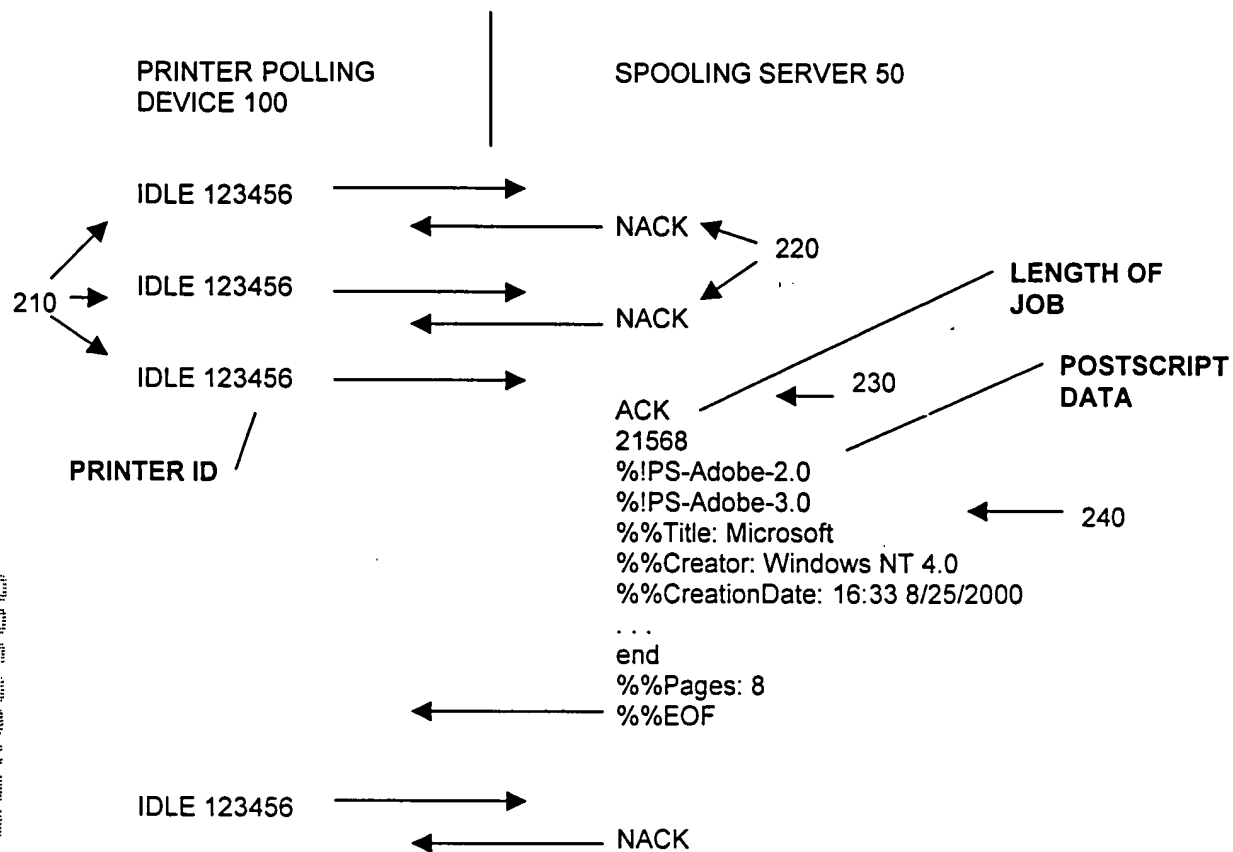 PRINTER POLLING
DEVICE 100
SPOOLING SERVER 50
IDLE 123456
NACK
220
210
IDLE 123456
NACK
LENGTH OF
JOB
IDLE 123456
230
POSTSCRIPT
DATA
PRINTER ID
ACK
21568
%!PS-Adobe-2.0
%!PS-Adobe-3.0
240
%%Title: Microsoft
%%Creator: Windows NT 4.0
%%CreationDate: 16:33 8/25/2000
. . .
end
%%Pages: 8
%%EOF
IDLE 123456
NACK